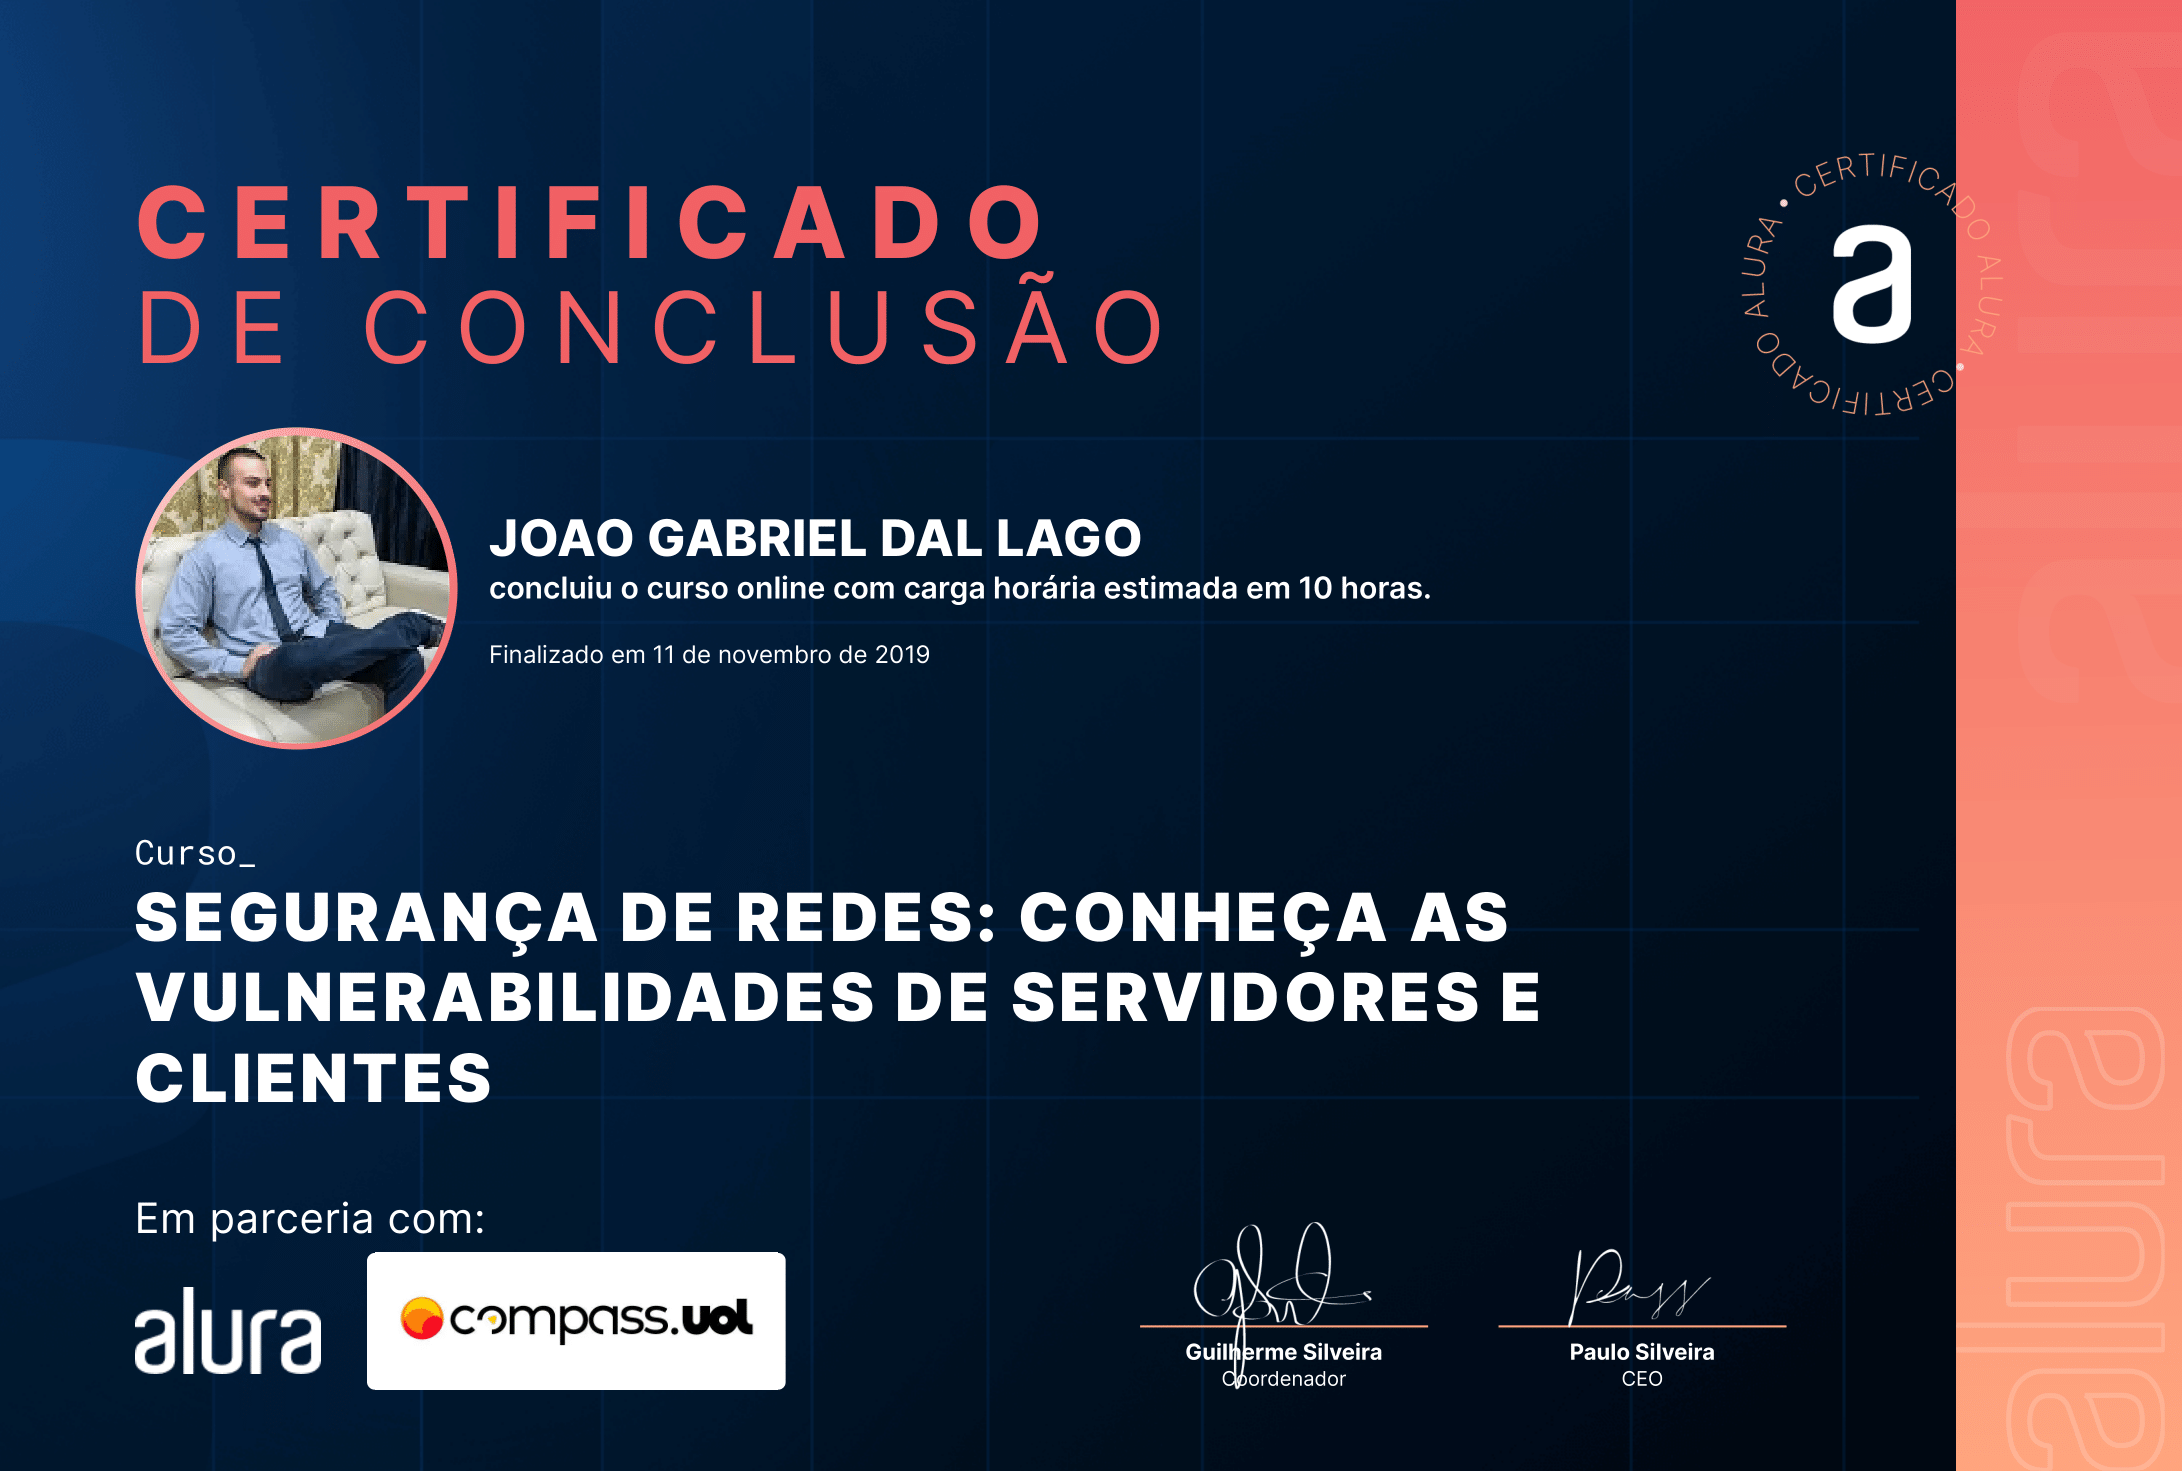 CERTIFICADO
DE CONCLUSÃO
CERTIFICADO ALURA • CERTIFICADO ALURA •
a
JOAO GABRIEL DAL LAGO
concluiu o curso online com carga horária estimada em 10 horas.
Finalizado em 11 de novembro de 2019
Curso_
SEGURANÇA DE REDES: CONHEÇA AS
VULNERABILIDADES DE SERVIDORES E
CLIENTES
Em parceria com:
alura
compass.uol
Guilherme Silveira
Coordenador
Paulo Silveira
CEO
alura
alura